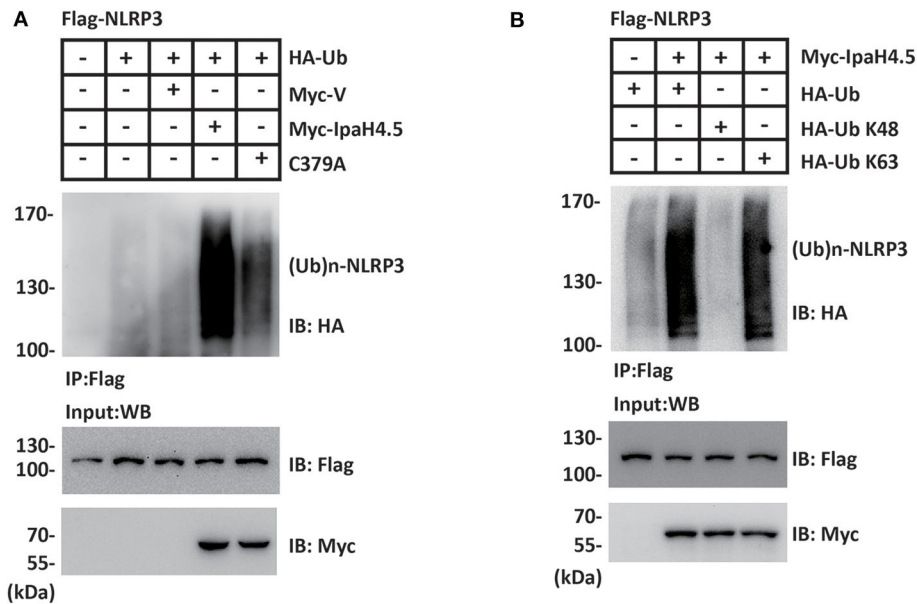 A
Flag-NLRP3
- + + + + HA-Ub
- - + - - Myc-V
- - - + - Myc-IpaH4.5
- - - - + C379A
170-
130-
100-
(Ub)n-NLRP3
IB: HA
IP:Flag
Input:WB
130-
100-
IB: Flag
70-
55-
IB: Myc
(kDa)
B
Flag-NLRP3
- + + + Myc-IpaH4.5
+ + - - HA-Ub
- - + - HA-Ub K48
- - - + HA-Ub K63
170-
130-
100-
(Ub)n-NLRP3
IB: HA
IP:Flag
Input:WB
130-
100-
IB: Flag
70-
55-
IB: Myc
(kDa)